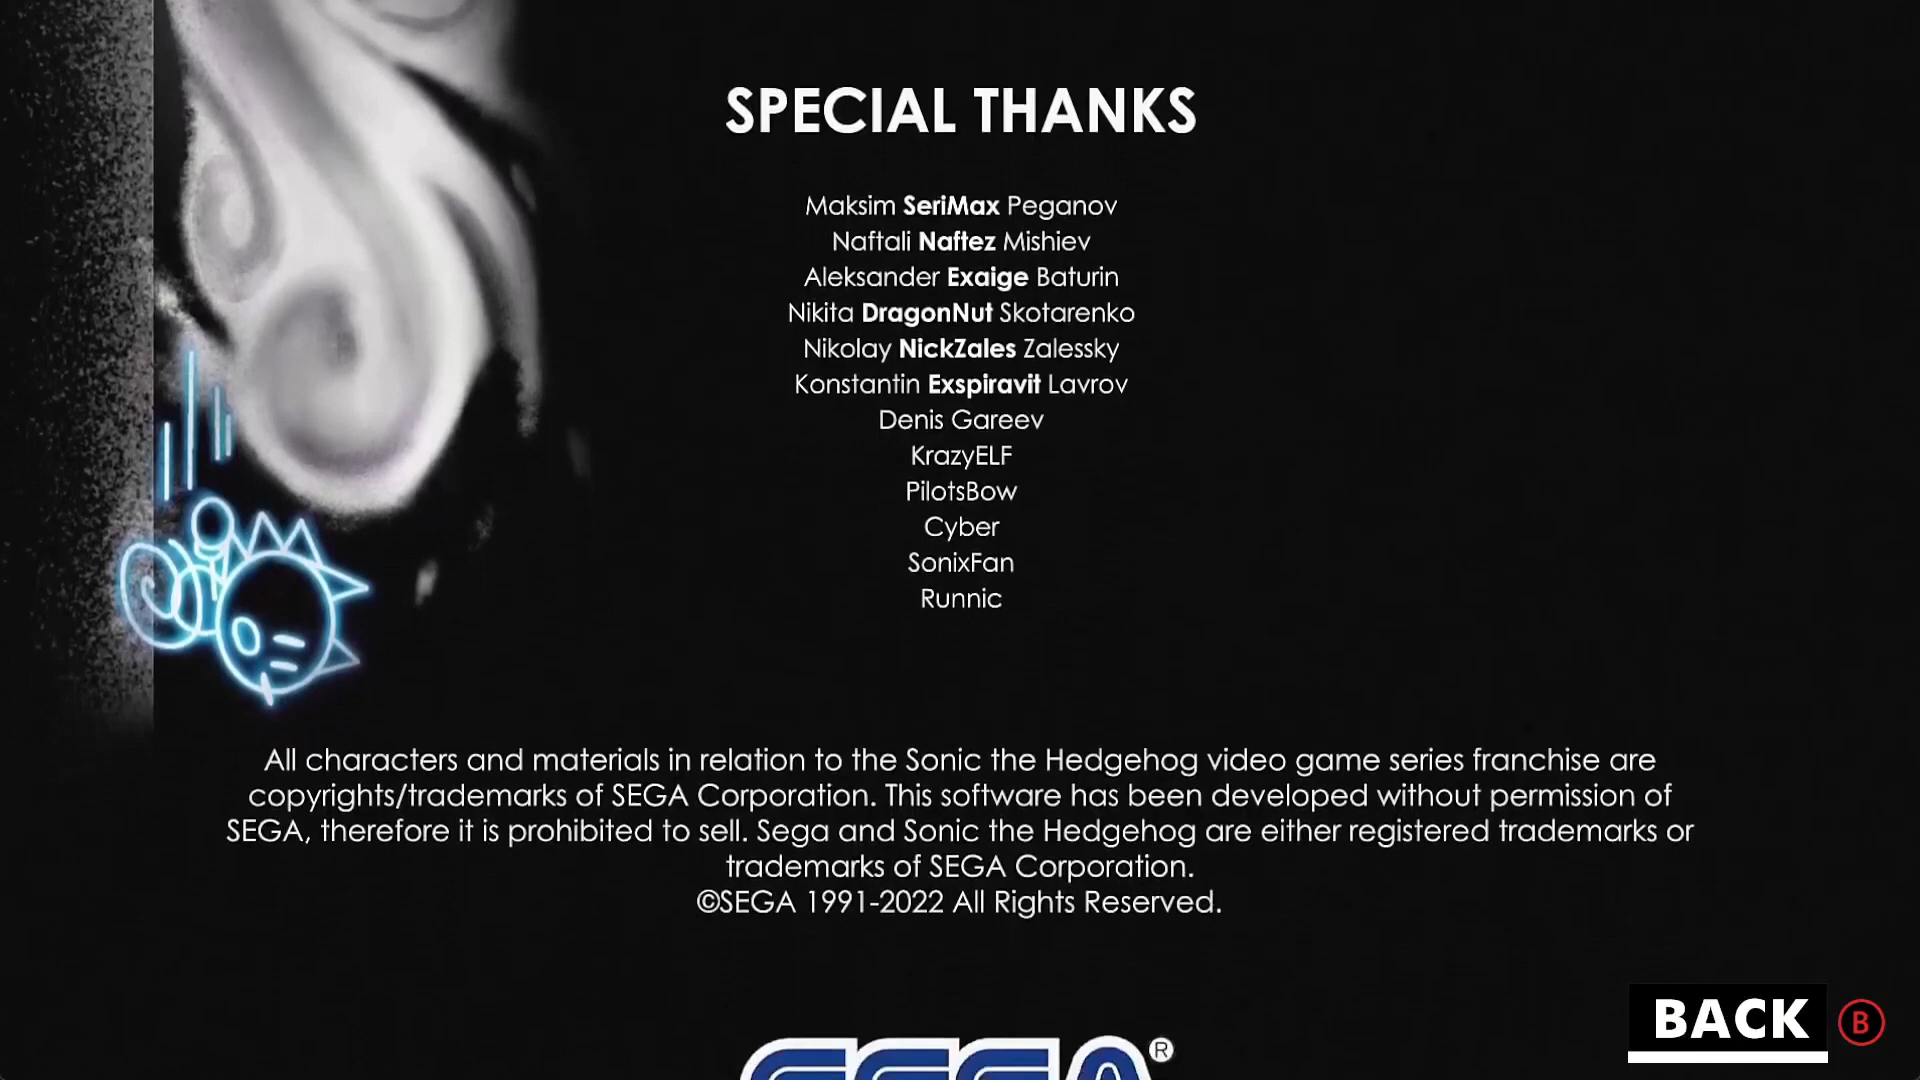 SPECIAL THANKS
Maksim SeriMax Peganov
Naftali Naftez Mishiev
Aleksander Exaige Baturin
Nikita DragonNut Skotarenko
Nikolay NickZales Zalessky
Konstantin Exspiravit Lavrov
Denis Gareev
KrazyELF
PilotsBow
Cyber
SonixFan
Runnic
All characters and materials in relation to the Sonic the Hedgehog video game series franchise are
copyrights/trademarks of SEGA Corporation. This software has been developed without permission of
SEGA, therefore it is prohibited to sell. Sega and Sonic the Hedgehog are either registered trademarks or
trademarks of SEGA Corporation.
©SEGA 1991-2022 All Rights Reserved.
SEGA®
BACK B